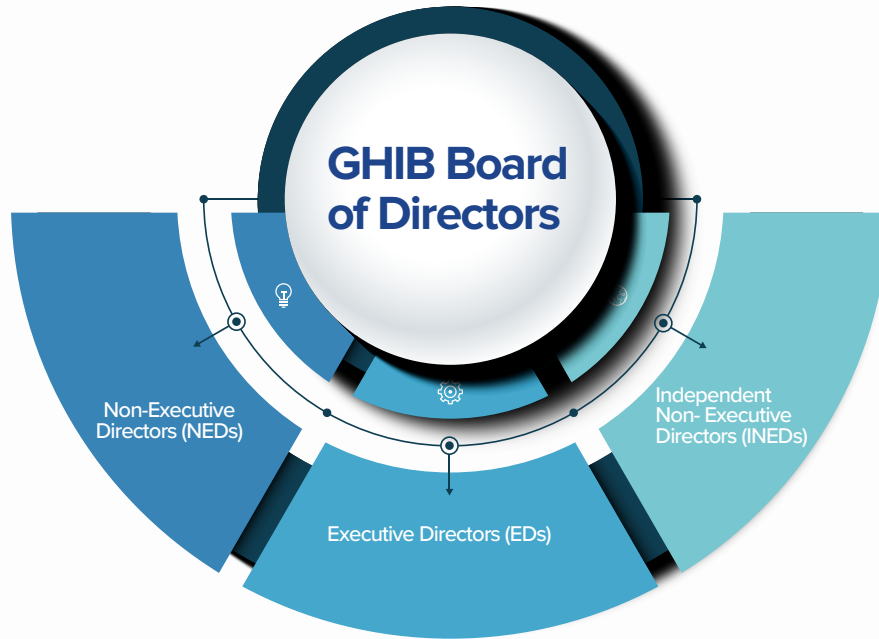 GHIB Board
of Directors
Non-Executive
Directors (NEDs)
Executive Directors (EDs)
Independent
Non- Executive
Directors (INEDs)